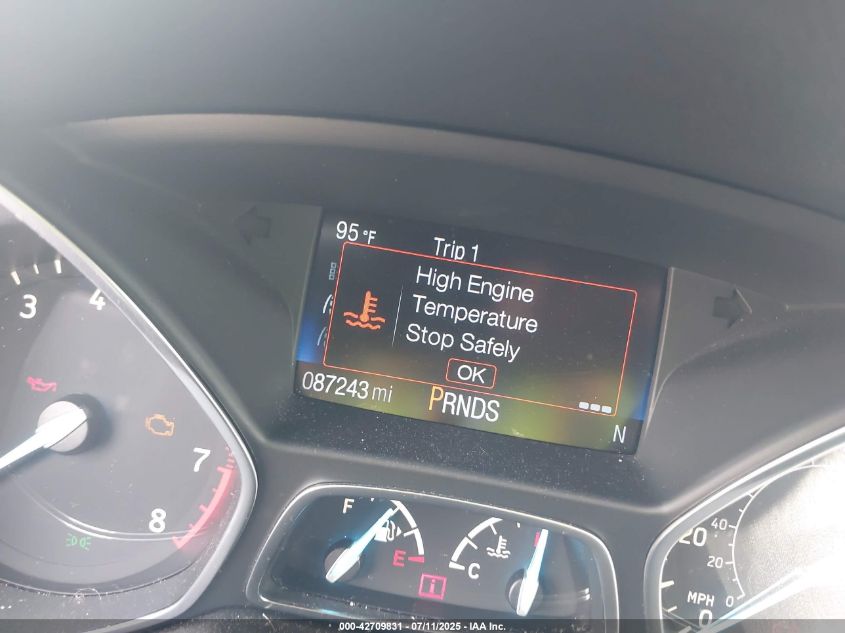 95 °F
Trip 1
High Engine
Temperature
Stop Safely
OK
087243 mi
PRNDS
N
3
4
7
8
F
E
C
i
40
20
20
MPH
0
0
000-42709831 - 07/11/2025 - IAA Inc.